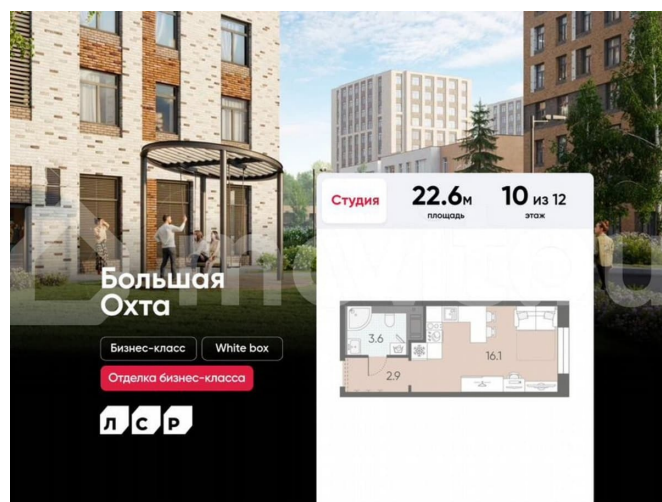 Студия
22.6м
площадь
10 из 12
этаж
Большая
Охта
Бизнес-класс
White box
Отделка бизнес-класса
ЛСР
3.6
16.1
2.9